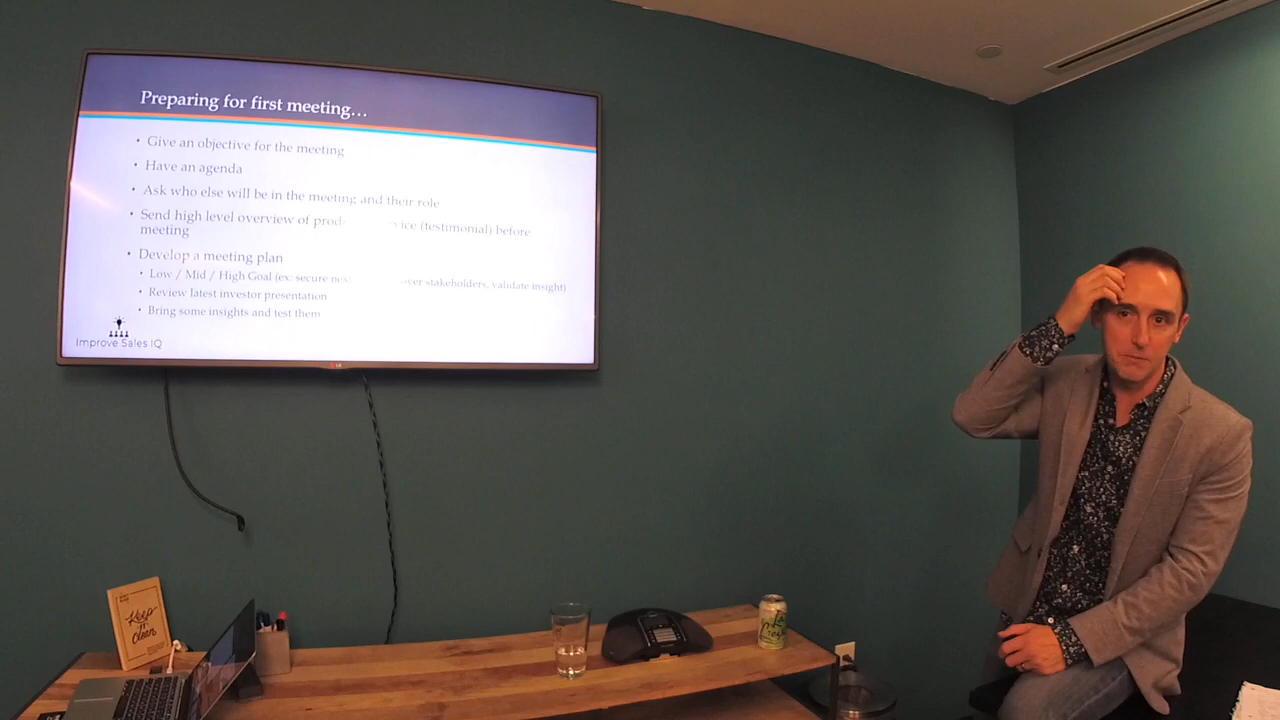 Preparing for first meeting…
• Give an objective for the meeting
• Have an agenda
• Ask who else will be in the meeting and their role
• Send high level overview of (testimonial) before
meeting
• Develop a meeting plan
• Low / Mid / High Goal (ex: secure stakeholders, validate insight)
• Review latest investor presentation
• Bring some insights and test them
Improve Sales IQ
LG
Keep
it
Clean
La